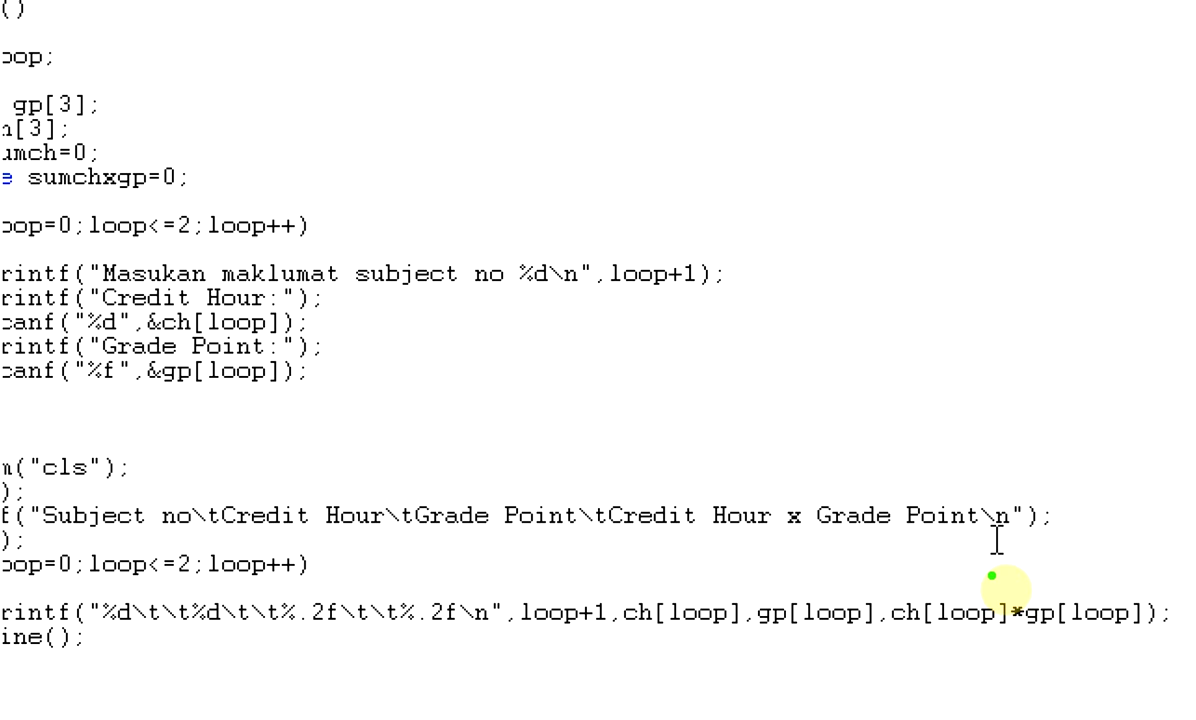 ()
oop;
gp[3];
h[3];
umch=0;
e sumchxgp=0;
oop=0;loop<=2;loop++)
rintf("Masukan maklumat subject no %d\n",loop+1);
rintf("Credit Hour:");
canf("%d",&ch[loop]);
rintf("Grade Point:");
canf("%f",&gp[loop]);
m("cls");
);
f("Subject no\tCredit Hour\tGrade Point\tCredit Hour x Grade Point\n");
);
oop=0;loop<=2;loop++)
rintf("%d\t\t%d\t\t%.2f\t\t%.2f\n",loop+1,ch[loop],gp[loop],ch[loop]*gp[loop]);
ine();